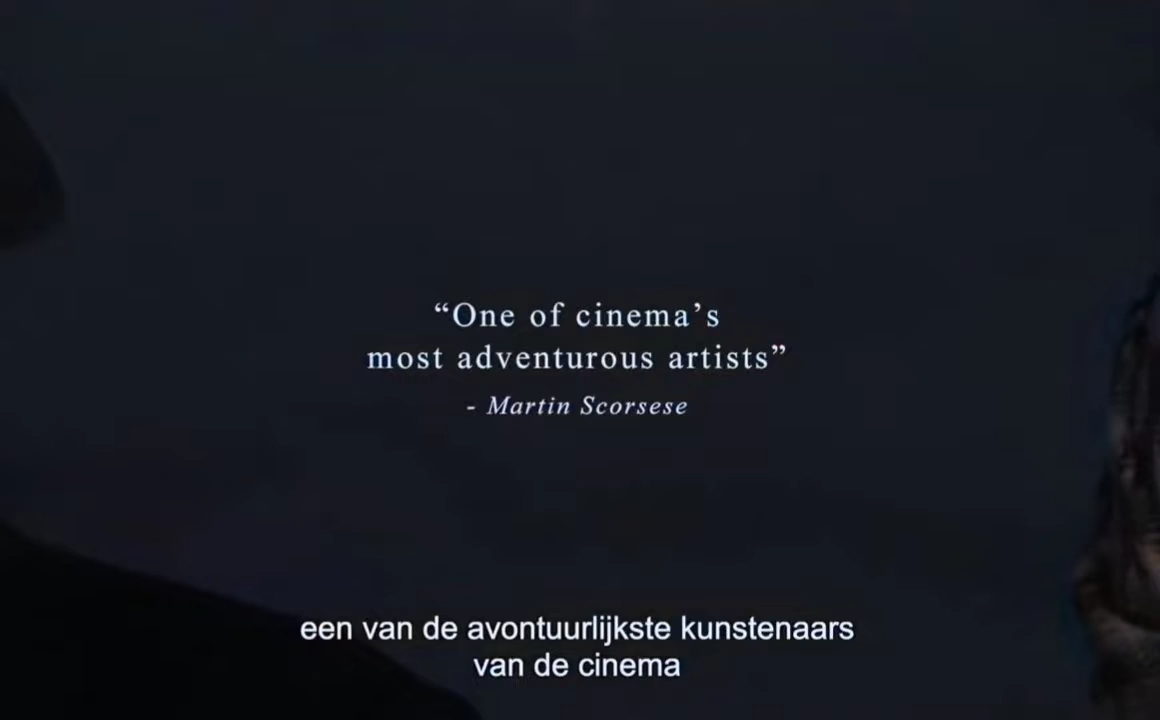 “One of cinema’s
most adventurous artists”
- Martin Scorsese
een van de avontuurlijkste kunstenaars
van de cinema